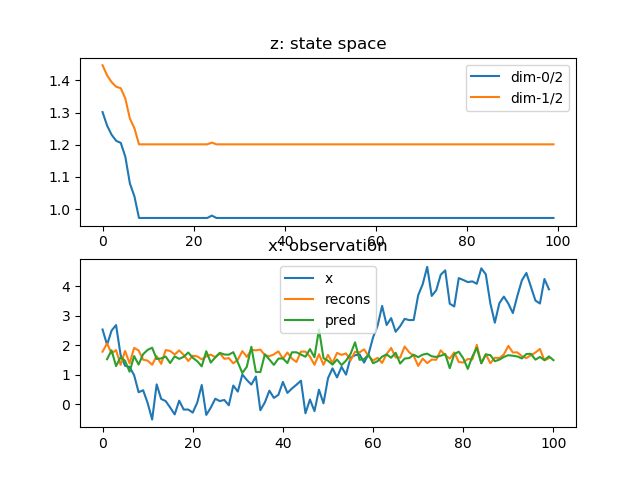 z: state space
1.4
1.3
1.2
1.1
1.0
dim-0/2
dim-1/2
0 20 40 60 80 100
x: observation
4
3
2
1
0
x
recons
pred
0 20 40 60 80 100